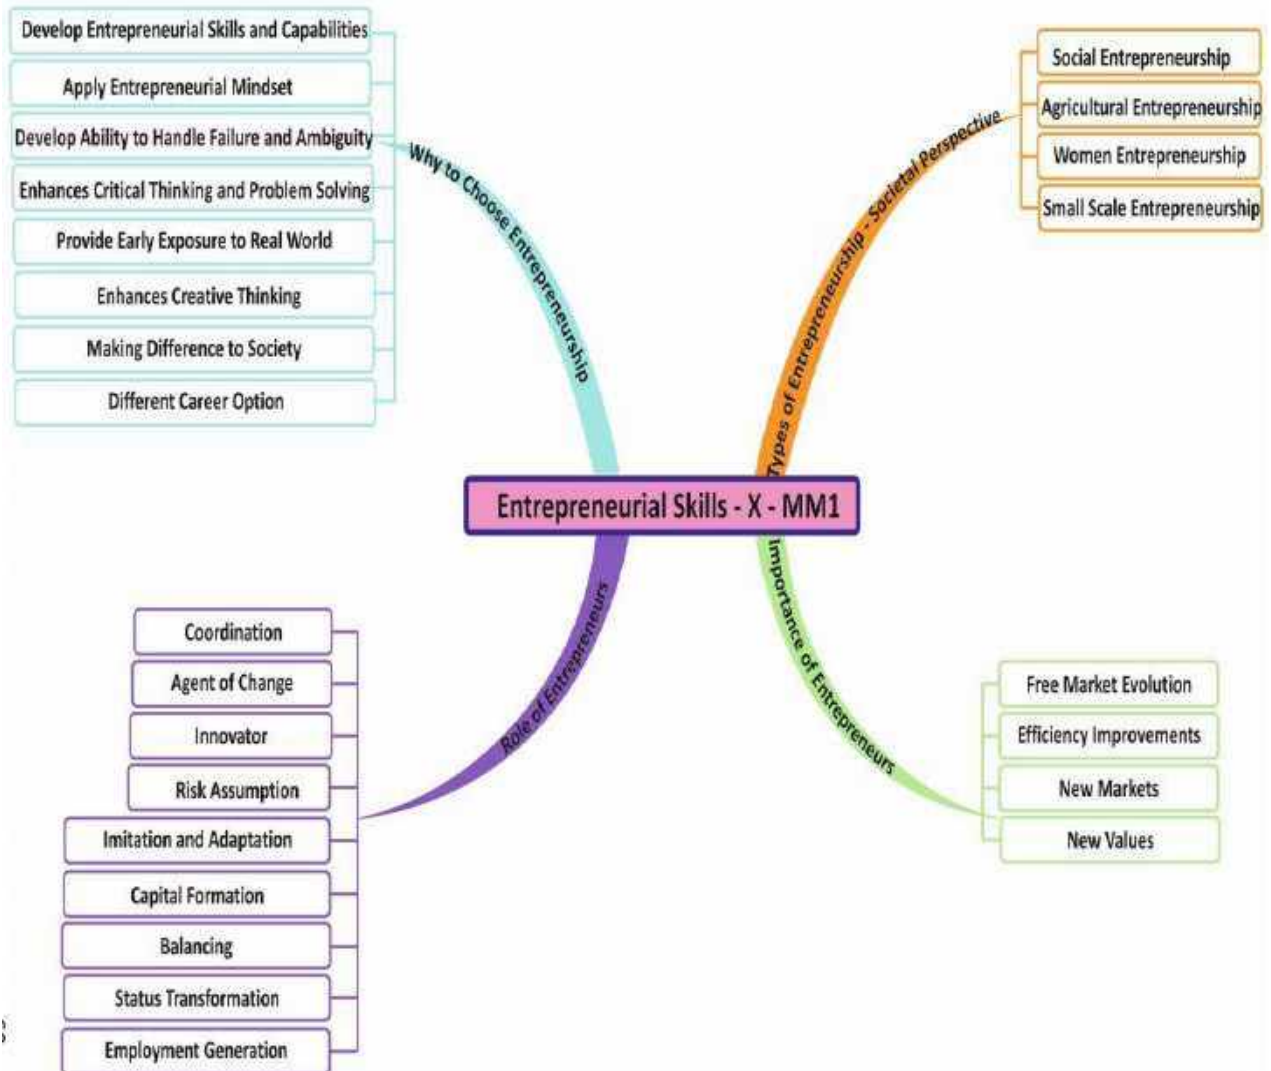 Develop Entrepreneurial Skills and Capabilities
Apply Entrepreneurial Mindset
Develop Ability to Handle Failure and Ambiguity
Enhances Critical Thinking and Problem Solving
Provide Early Exposure to Real World
Enhances Creative Thinking
Making Difference to Society
Different Career Option
Why to Choose Entrepreneurship
Social Entrepreneurship
Agricultural Entrepreneurship
Women Entrepreneurship
Small Scale Entrepreneurship
Types of Entrepreneurship - Societal Perspective
Entrepreneurial Skills - X - MM1
Coordination
Agent of Change
Innovator
Risk Assumption
Imitation and Adaptation
Capital Formation
Balancing
Status Transformation
Employment Generation
Role of Entrepreneurs
Importance of Entrepreneurs
Free Market Evolution
Efficiency Improvements
New Markets
New Values